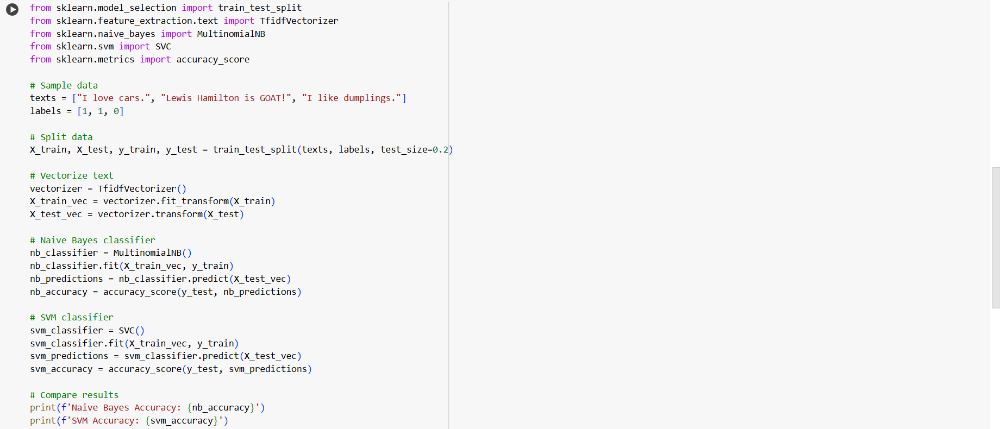 from sklearn.model_selection import train_test_split
from sklearn.feature_extraction.text import TfidfVectorizer
from sklearn.naive_bayes import MultinomialNB
from sklearn.svm import SVC
from sklearn.metrics import accuracy_score
# Sample data
texts = ["I love cars.", "Lewis Hamilton is GOAT!", "I like dumplings."]
labels = [1, 1, 0]
# Split data
X_train, X_test, y_train, y_test = train_test_split(texts, labels, test_size=0.2)
# Vectorize text
vectorizer = TfidfVectorizer()
X_train_vec = vectorizer.fit_transform(X_train)
X_test_vec = vectorizer.transform(X_test)
# Naive Bayes classifier
nb_classifier = MultinomialNB()
nb_classifier.fit(X_train_vec, y_train)
nb_predictions = nb_classifier.predict(X_test_vec)
nb_accuracy = accuracy_score(y_test, nb_predictions)
# SVM classifier
svm_classifier = SVC()
svm_classifier.fit(X_train_vec, y_train)
svm_predictions = svm_classifier.predict(X_test_vec)
svm_accuracy = accuracy_score(y_test, svm_predictions)
# Compare results
print(f'Naive Bayes Accuracy: {nb_accuracy}')
print(f'SVM Accuracy: {svm_accuracy}')